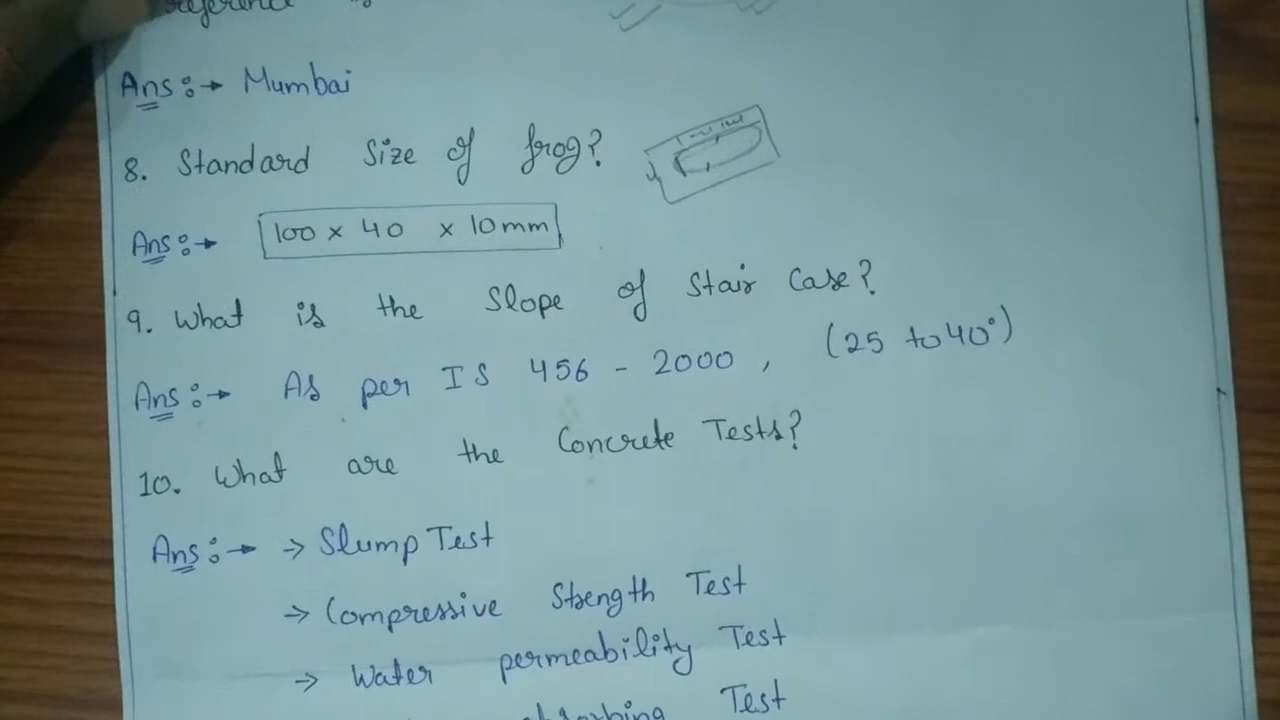 reference
Ans:→ Mumbai
8. Standard Size of frog?
Ans:→ 100 x 40 x 10mm
9. What is the Slope of Stair Case?
Ans:→ As per IS 456 - 2000, (25 to 40°)
10. What are the Concrete Tests?
Ans:→ → Slump Test
→ Compressive Strength Test
→ Water permeability Test
absorbing Test